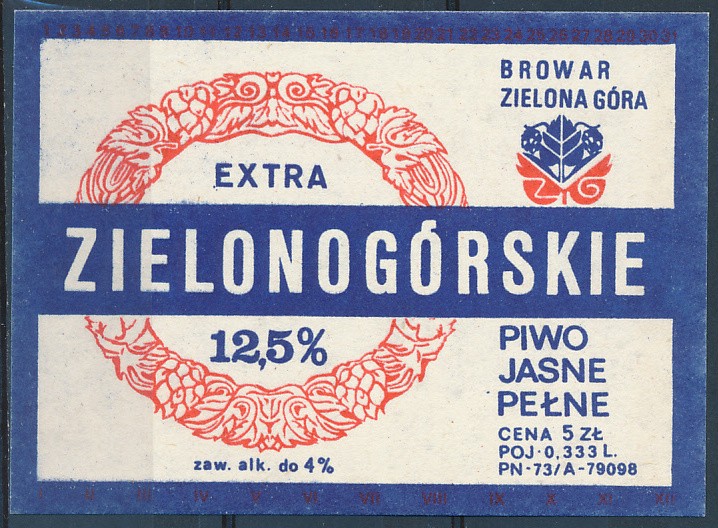 1 2 3 4 5 6 7 8 9 10 11 12 13 14 15 16 17 18 19 20 21 22 23 24 25 26 27 28 29 30 31
BROWAR
ZIELONA GÓRA
ZG
EXTRA
ZIELONOGÓRSKIE
12,5%
PIWO
JASNE
PEŁNE
CENA 5 ZŁ
POJ·0,333 L.
PN-73/A-79098
zaw. alk. do 4%
I II III IV V VI VII VIII IX X XI XII